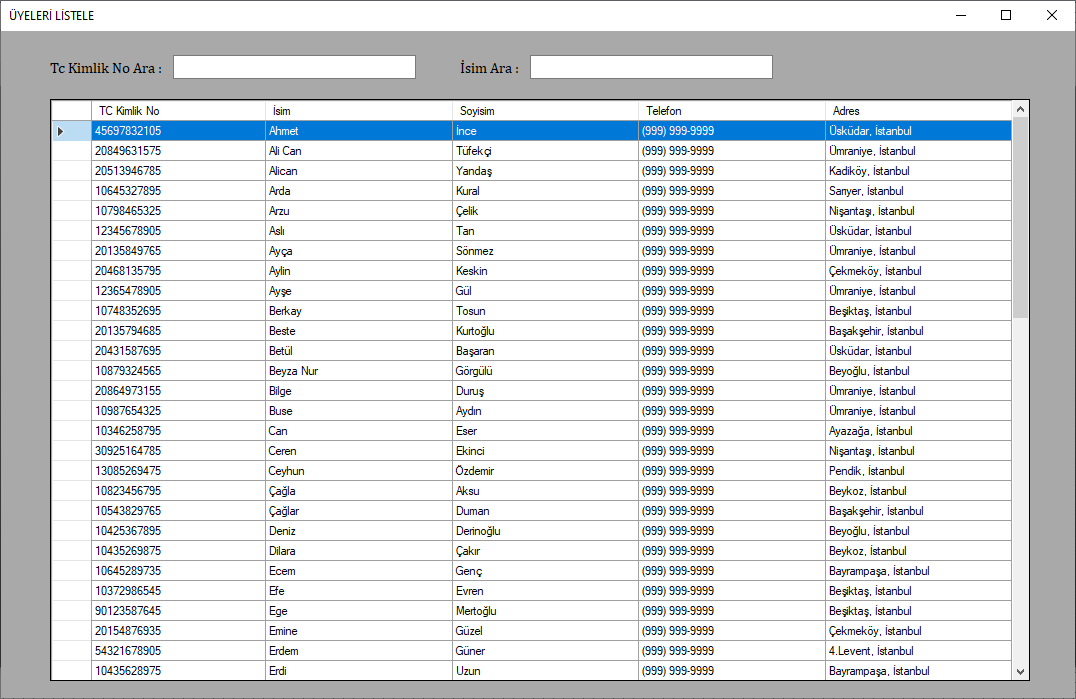 ÜYELERİ LİSTELE
Tc Kimlik No Ara : İsim Ara :
TC Kimlik No İsim Soyisim Telefon Adres
45697832105 Ahmet İnce (999) 999-9999 Üsküdar, İstanbul
20849631575 Ali Can Tüfekçi (999) 999-9999 Ümraniye, İstanbul
20513946785 Alican Yandaş (999) 999-9999 Kadiköy, İstanbul
10645327895 Arda Kural (999) 999-9999 Sarıyer, İstanbul
10798465325 Arzu Çelik (999) 999-9999 Nişantaşı, İstanbul
12345678905 Aslı Tan (999) 999-9999 Üsküdar, İstanbul
20135849765 Ayça Sönmez (999) 999-9999 Ümraniye, İstanbul
20468135795 Aylin Keskin (999) 999-9999 Çekmeköy, İstanbul
12365478905 Ayşe Gül (999) 999-9999 Ümraniye, İstanbul
10748352695 Berkay Tosun (999) 999-9999 Beşiktaş, İstanbul
20135794685 Beste Kurtoğlu (999) 999-9999 Başakşehir, İstanbul
20431587695 Betül Başaran (999) 999-9999 Üsküdar, İstanbul
10879324565 Beyza Nur Görgülü (999) 999-9999 Beyoğlu, İstanbul
20864973155 Bilge Duruş (999) 999-9999 Ümraniye, İstanbul
10987654325 Buse Aydın (999) 999-9999 Ümraniye, İstanbul
10346258795 Can Eser (999) 999-9999 Ayazağa, İstanbul
30925164785 Ceren Ekinci (999) 999-9999 Nişantaşı, İstanbul
13085269475 Ceyhun Özdemir (999) 999-9999 Pendik, İstanbul
10823456795 Çağla Aksu (999) 999-9999 Beykoz, İstanbul
10543829765 Çağlar Duman (999) 999-9999 Başakşehir, İstanbul
10425367895 Deniz Derinoğlu (999) 999-9999 Beyoğlu, İstanbul
10435269875 Dilara Çakır (999) 999-9999 Beykoz, İstanbul
10645289735 Ecem Genç (999) 999-9999 Bayrampaşa, İstanbul
10372986545 Efe Evren (999) 999-9999 Beşiktaş, İstanbul
90123587645 Ege Mertoğlu (999) 999-9999 Beşiktaş, İstanbul
20154876935 Emine Güzel (999) 999-9999 Çekmeköy, İstanbul
54321678905 Erdem Güner (999) 999-9999 4.Levent, İstanbul
10435628975 Erdi Uzun (999) 999-9999 Bayrampaşa, İstanbul